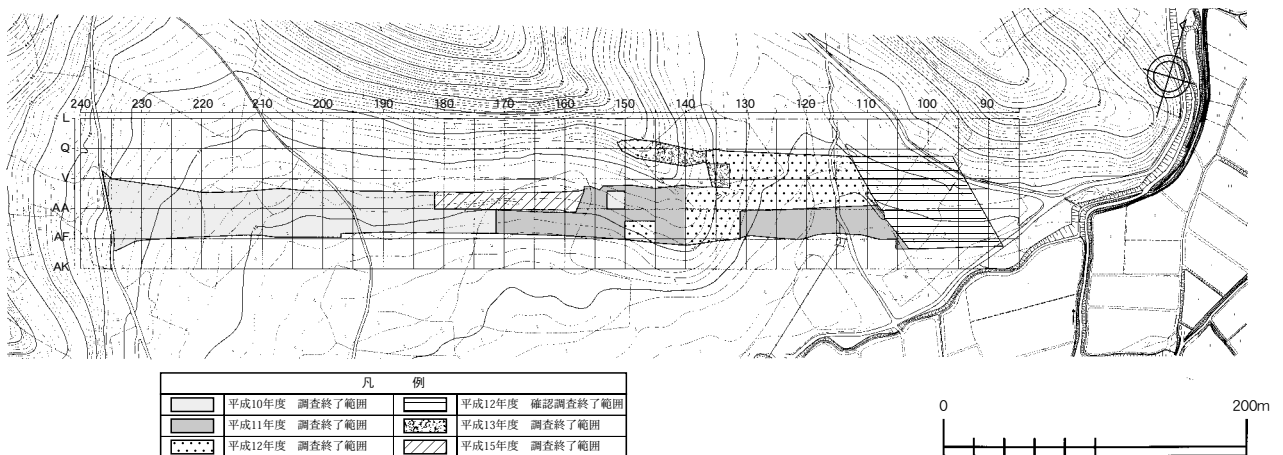 240 230 220 210 200 190 180 170 160 150 140 130 120 110 100 90
L
Q
V
AA
AF
AK
凡 例
平成10年度 調査終了範囲 平成12年度 確認調査終了範囲
平成11年度 調査終了範囲 平成13年度 調査終了範囲
平成12年度 調査終了範囲 平成15年度 調査終了範囲
0 200m